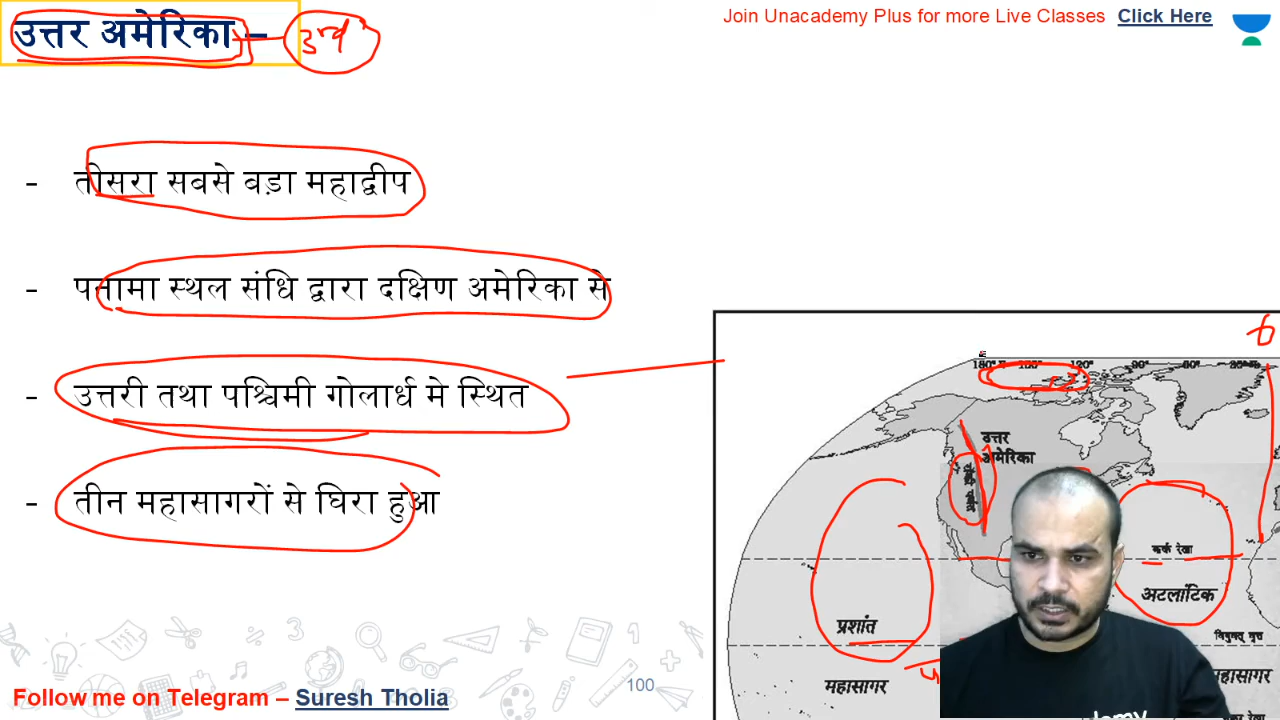 उत्तर अमेरिका –
3rd
Join Unacademy Plus for more Live Classes Click Here
- तीसरा सबसे बड़ा महाद्वीप
- पनामा स्थल संधि द्वारा दक्षिण अमेरिका से
- उत्तरी तथा पश्चिमी गोलार्ध मे स्थित
- तीन महासागरों से घिरा हुआ
180° 120° 90° 60° 30°
उत्तर
अमेरिका
कर्क रेखा
अटलांटिक
प्रशांत
विषुवत् वृत्त
महासागर
महासागर
Follow me on Telegram – Suresh Tholia
100